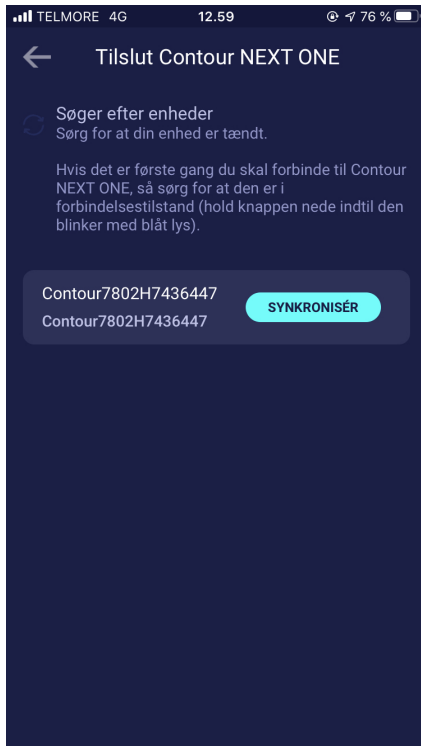 TELMORE 4G 12.59 76 %
Tilslut Contour NEXT ONE
Søger efter enheder
Sørg for at din enhed er tændt.
Hvis det er første gang du skal forbinde til Contour
NEXT ONE, så sørg for at den er i
forbindelsestilstand (hold knappen nede indtil den
blinker med blåt lys).
Contour7802H7436447
SYNKRONISÉR
Contour7802H7436447